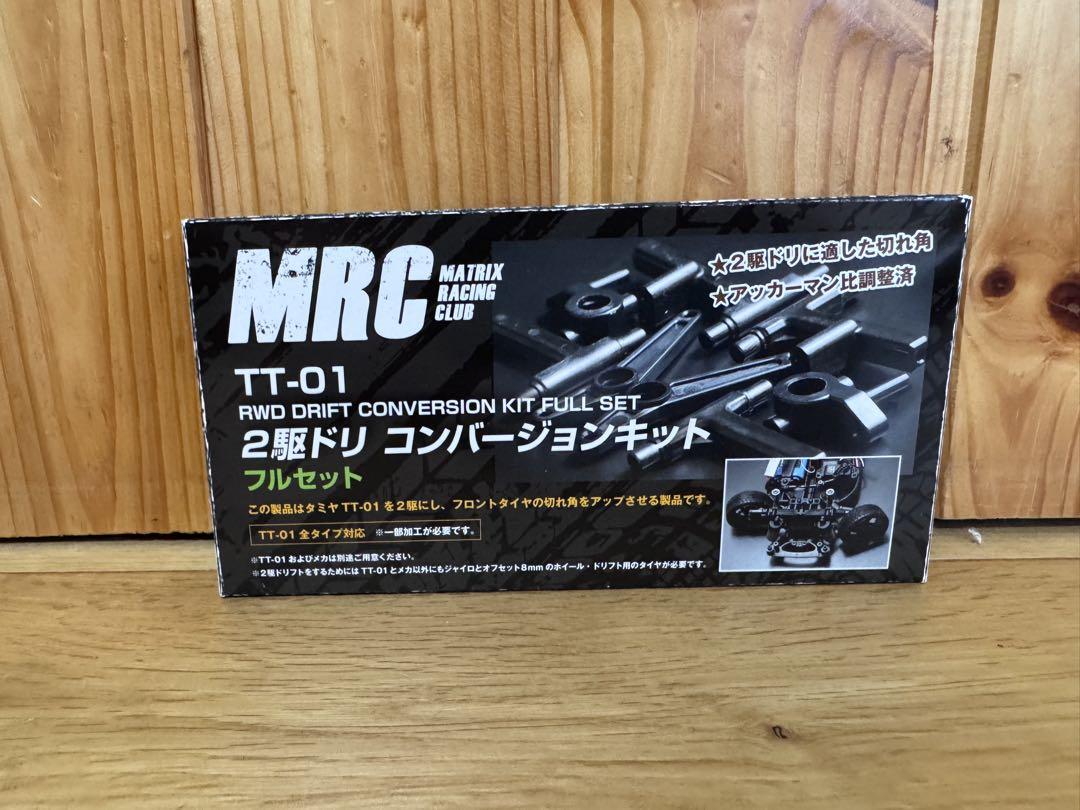 MRC
MATRIX
RACING
CLUB
★2駆ドリに適した切れ角
★アッカーマン比調整済
TT-01
RWD DRIFT CONVERSION KIT FULL SET
2駆ドリ コンバージョンキット
フルセット
この製品はタミヤ TT-01 を2駆にし、フロントタイヤの切れ角をアップさせる製品です。
TT-01 全タイプ対応 ※一部加工が必要です。
※TT-01 およびメカは別途ご用意ください。
※2駆ドリフトをするためには TT-01 とメカ以外にもジャイロとオフセット8mm のホイール・ドリフト用のタイヤが必要です。